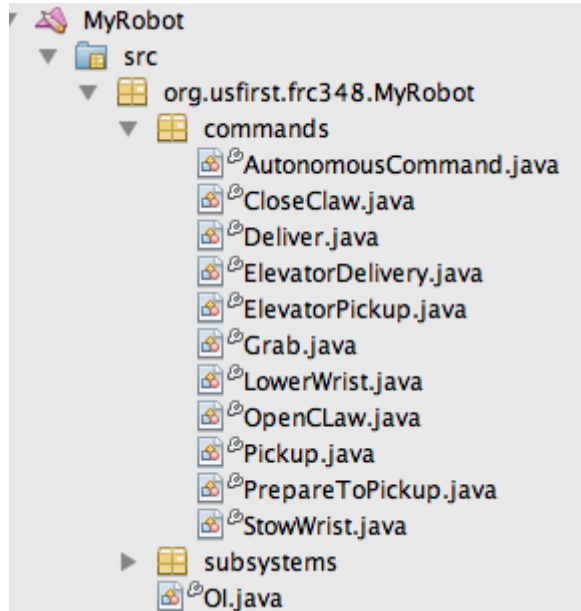 MyRobot
src
org.usfirst.frc348.MyRobot
commands
AutonomousCommand.java
CloseClaw.java
Deliver.java
ElevatorDelivery.java
ElevatorPickup.java
Grab.java
LowerWrist.java
OpenCLaw.java
Pickup.java
PrepareToPickup.java
StowWrist.java
subsystems
OI.java